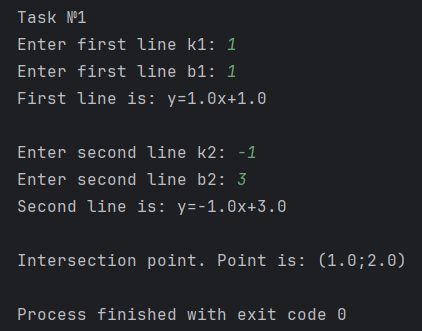 Task №1
Enter first line k1: 1
Enter first line b1: 1
First line is: y=1.0x+1.0
Enter second line k2: -1
Enter second line b2: 3
Second line is: y=-1.0x+3.0
Intersection point. Point is: (1.0;2.0)
Process finished with exit code 0